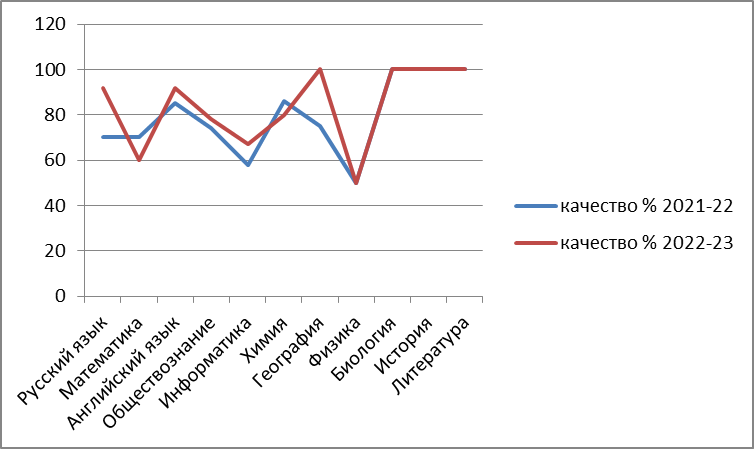 120
100
80
60
40
20
0
Русский язык
Математика
Английский язык
Обществознание
Информатика
Химия
География
Физика
Биология
История
Литература
качество % 2021-22
качество % 2022-23